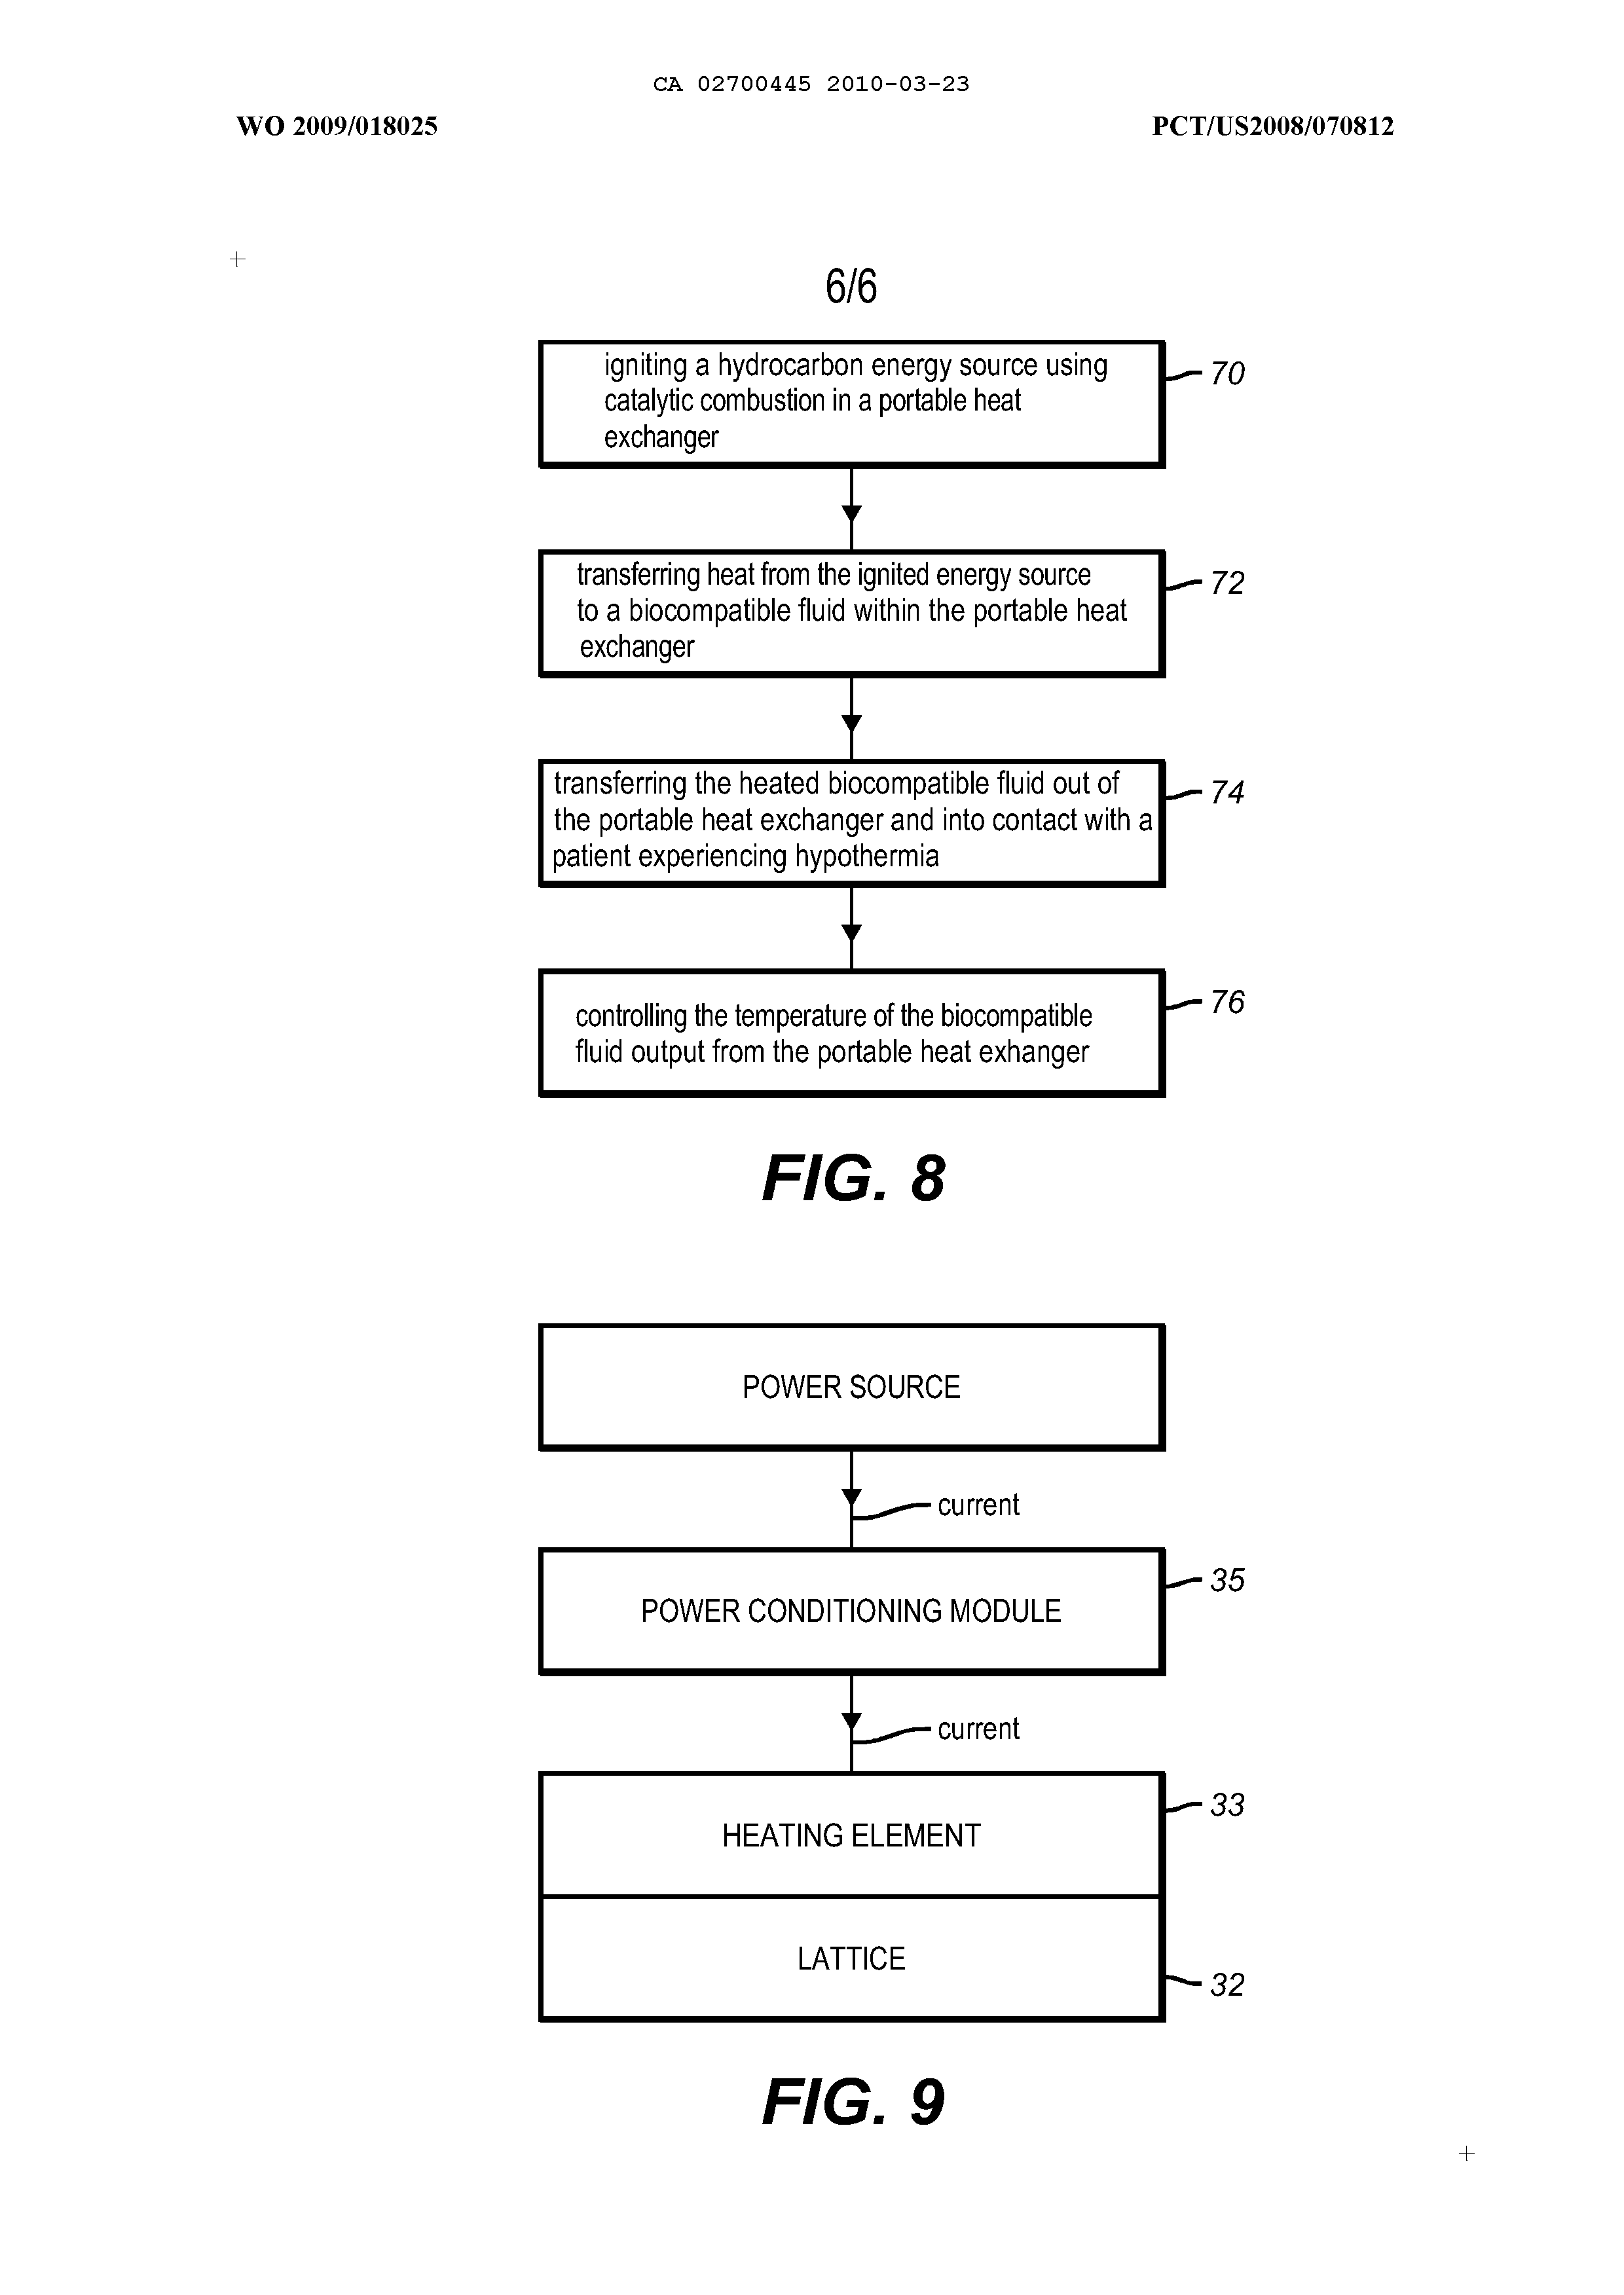 CA 02700445 2010-03-23
WO 2009/018025 PCT/US2008/070812
6/6
igniting a hydrocarbon energy source using
catalytic combustion in a portable heat
exchanger
70
transferring heat from the ignited energy source
to a biocompatible fluid within the portable heat
exchanger
72
transferring the heated biocompatible fluid out of
the portable heat exchanger and into contact with a
patient experiencing hypothermia
74
controlling the temperature of the biocompatible
fluid output from the portable heat exhanger
76
FIG. 8
POWER SOURCE
current
POWER CONDITIONING MODULE
35
current
HEATING ELEMENT
33
LATTICE
32
FIG. 9